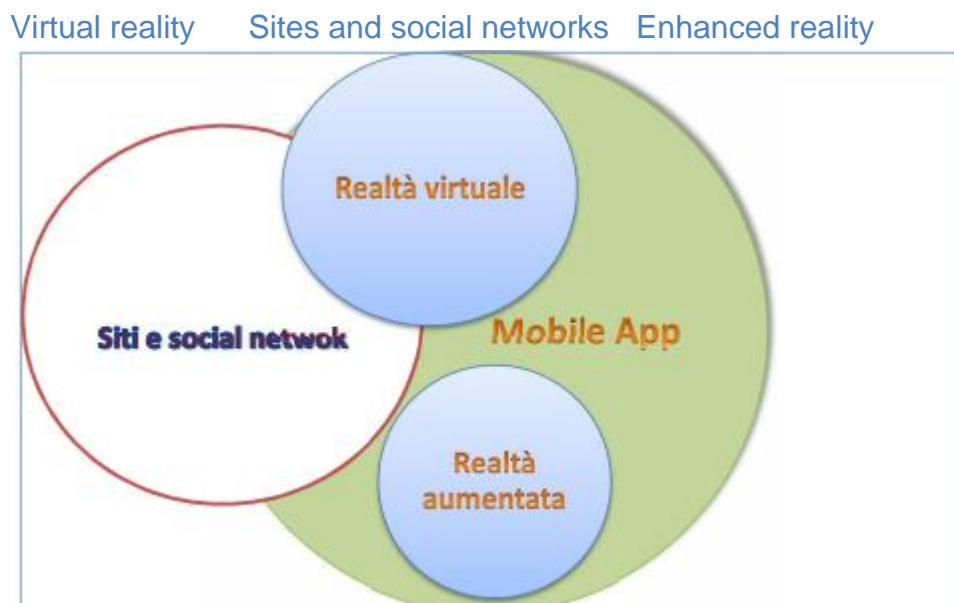 Virtual reality Sites and social networks Enhanced reality
Realtà virtuale
Siti e social netwok
Mobile App
Realtà
aumentata